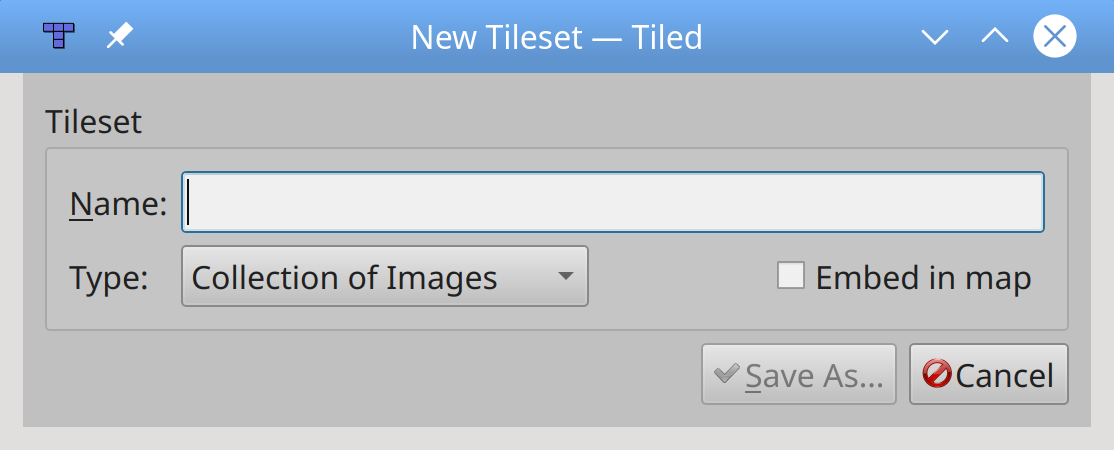 New Tileset — Tiled
Tileset
Name:
Type: Collection of Images Embed in map
Save As... Cancel